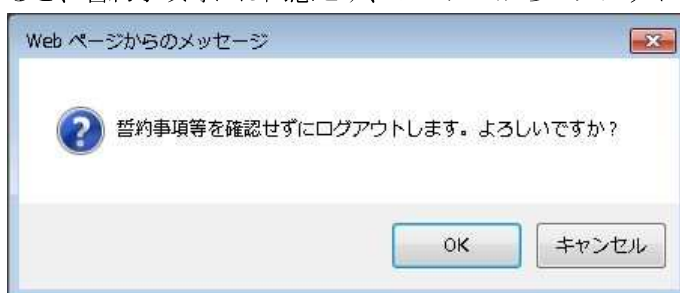 Web ページからのメッセージ
誓約事項等を確認せずにログアウトします。よろしいですか?
OK
キャンセル